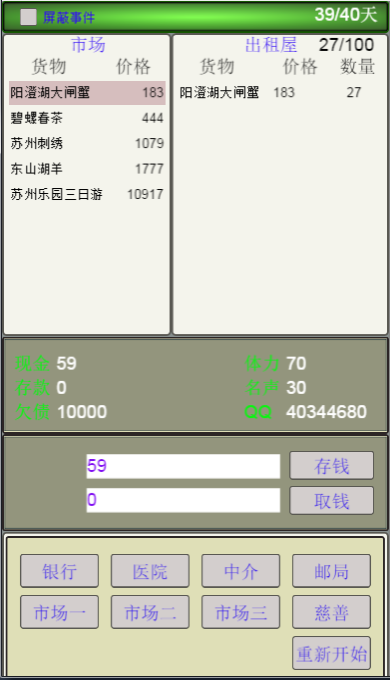 屏蔽事件 39/40天
市场
货物 价格
阳澄湖大闸蟹 183
碧螺春茶 444
苏州刺绣 1079
东山湖羊 1777
苏州乐园三日游 10917
出租屋 27/100
货物 价格 数量
阳澄湖大闸蟹 183 27
现金 59
存款 0
欠债 10000
体力 70
名声 30
QQ 40344680
59 存钱
0 取钱
银行 医院 中介 邮局
市场一 市场二 市场三 慈善
重新开始